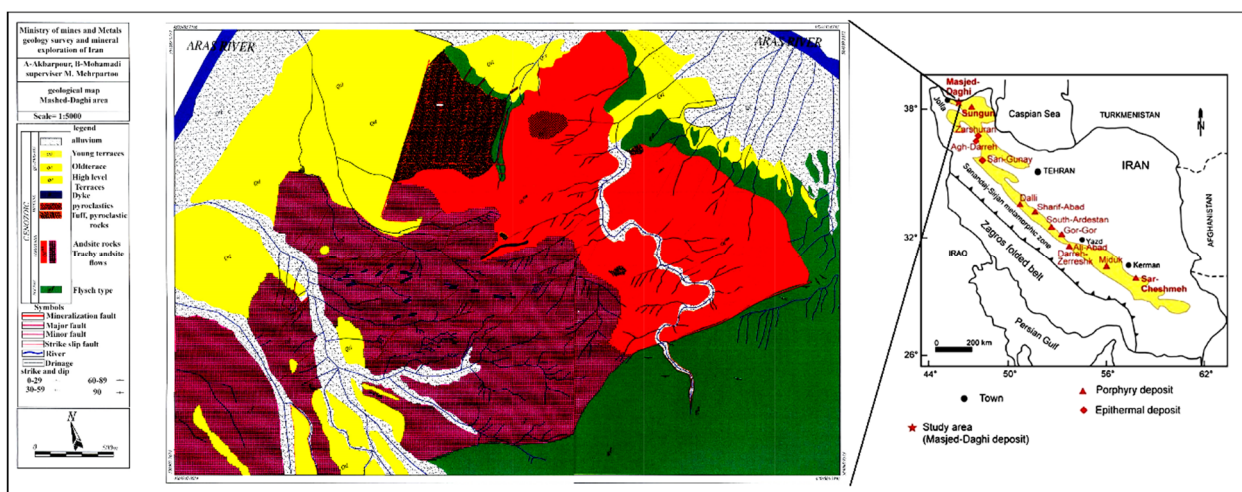 Ministry of mines and Metals
geology survey and mineral
exploration of Iran
A-Akbarpour, B-Mohamadi
superviser M. Mehrpartou
geological map
Mashed-Daghi area
Scale= 1:5000
legend
alluvium
Young terraces
Oldterace
High level
Terraces
Dyke
pyroclastics
Tuff, pyroclastic
rocks
Andsite rocks
Trachy andsite
flows
Flysch type
CENOZOIC
Symbols
Mineralization fault
Major fault
Minor fault
Strike slip fault
River
Drainage
strike and dip
0-29 60-89
30-59 90
N
0 500m
ARAS RIVER
ARAS RIVER
Masjed-
Daghi
Jolfa
Sungun
Zarshuran
Agh-Darreh
San-Gunay
Caspian Sea
TURKMENISTAN
N
TEHRAN
IRAN
Sanandaj-Sirjan metamorphic zone
Dalli
Sharif-Abad
South-Ardestan
Gor-Gor
Yazd
Ali-Abad
Darreh-
Zerreshk
Miduk
Kerman
Sar-
Cheshmeh
AFGHANISTAN
IRAQ
Zagros folded belt
Persian Gulf
38°
32°
26°
0 200 km
44° 50° 56° 62°
Town
Porphyry deposit
Epithermal deposit
Study area
(Masjed-Daghi deposit)